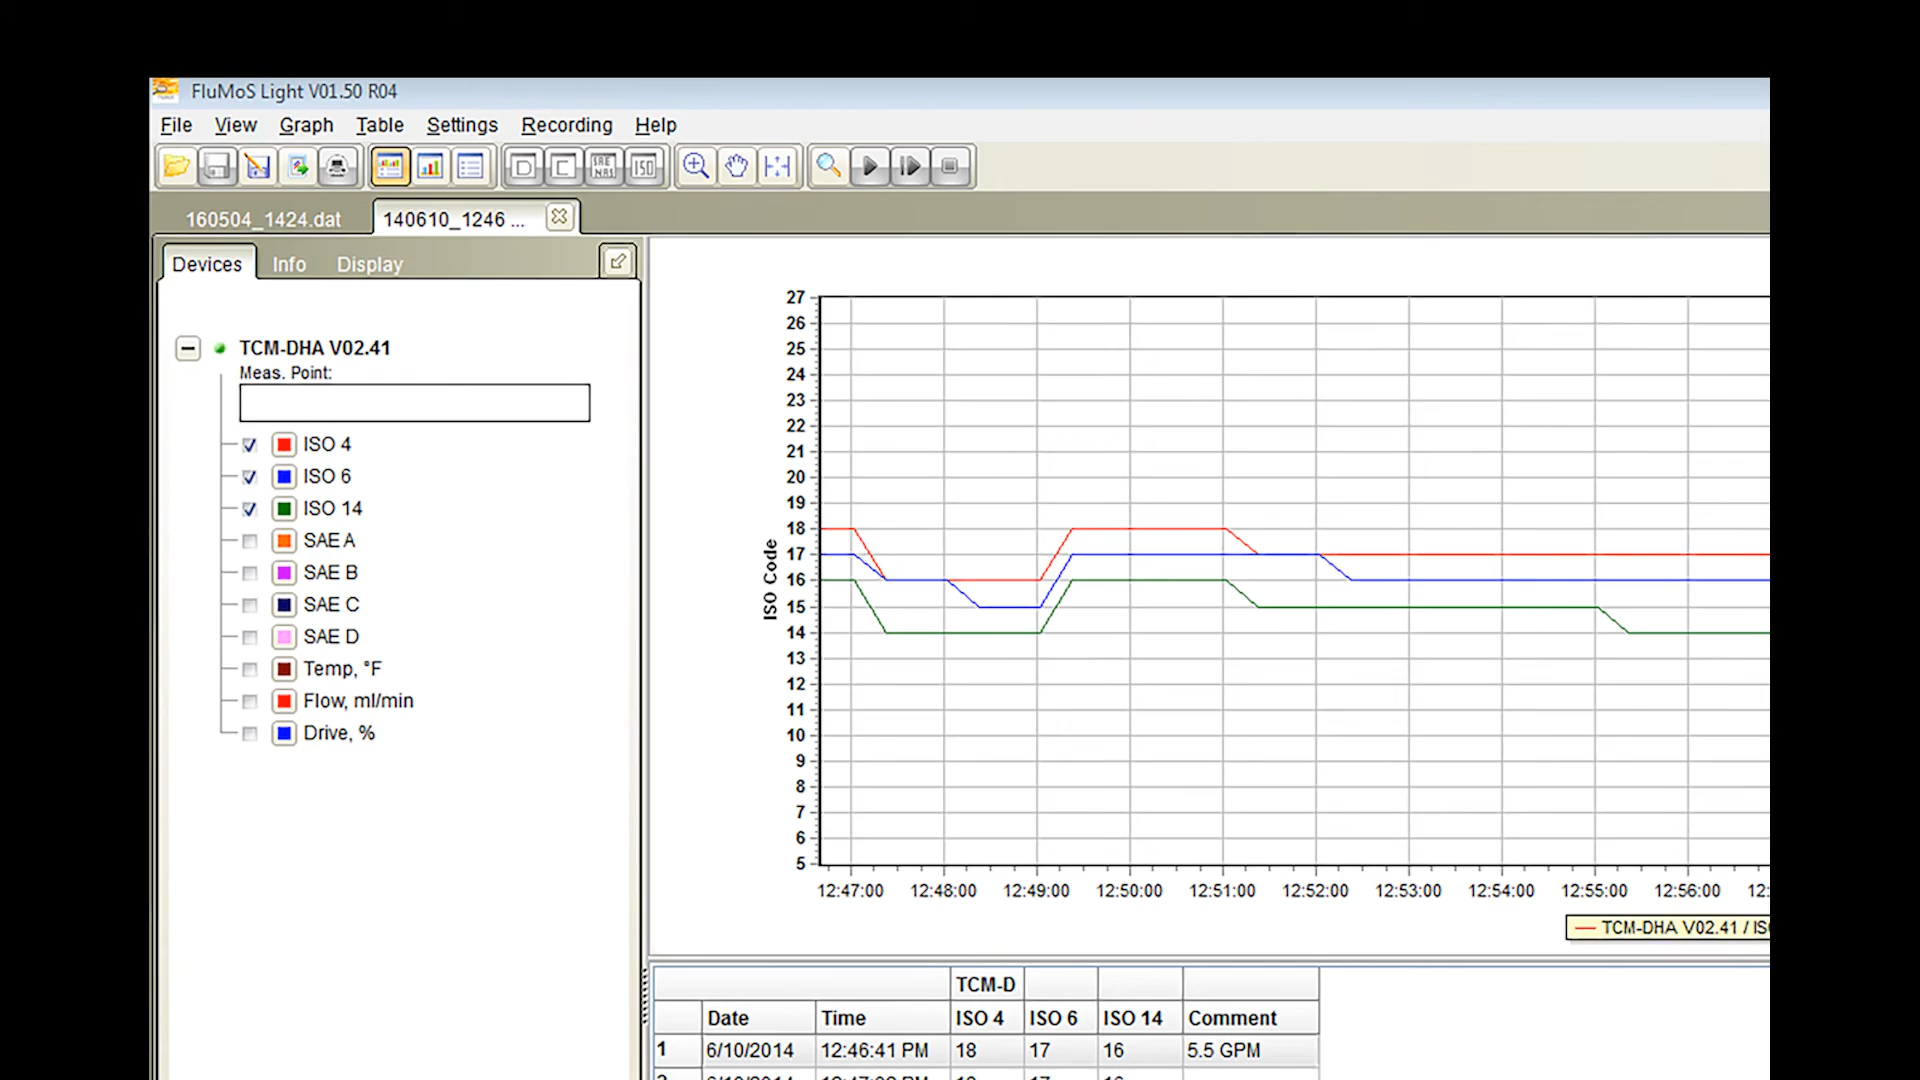 FluMoS Light V01.50 R04
File View Graph Table Settings Recording Help
D C SAE NAS ISO
160504_1424.dat 140610_1246 ...
Devices Info Display
TCM-DHA V02.41
Meas. Point:
ISO 4
ISO 6
ISO 14
SAE A
SAE B
SAE C
SAE D
Temp, °F
Flow, ml/min
Drive, %
ISO Code
27
26
25
24
23
22
21
20
19
18
17
16
15
14
13
12
11
10
9
8
7
6
5
12:47:00 12:48:00 12:49:00 12:50:00 12:51:00 12:52:00 12:53:00 12:54:00 12:55:00 12:56:00 12:
TCM-DHA V02.41 / IS
TCM-D
Date Time ISO 4 ISO 6 ISO 14 Comment
1 6/10/2014 12:46:41 PM 18 17 16 5.5 GPM